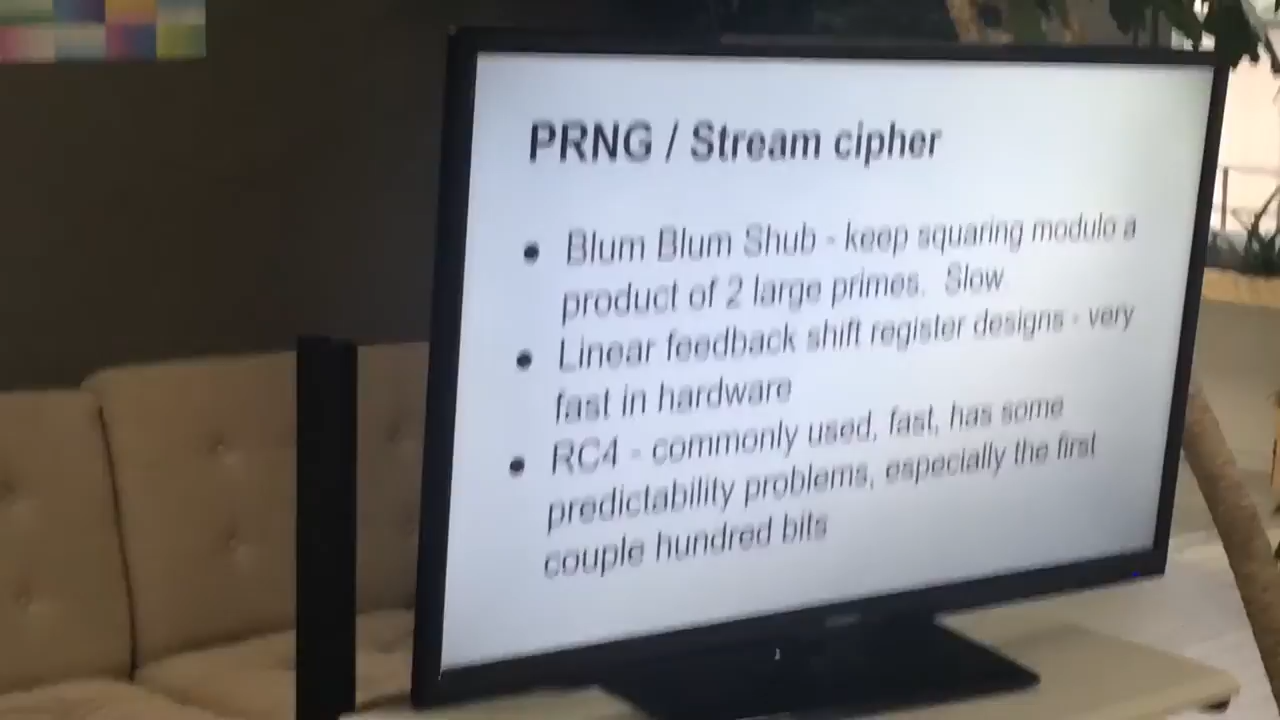 PRNG / Stream cipher
● Blum Blum Shub - keep squaring modulo a
product of 2 large primes. Slow
● Linear feedback shift register designs - very
fast in hardware
● RC4 - commonly used, fast, has some
predictability problems, especially the first
couple hundred bits